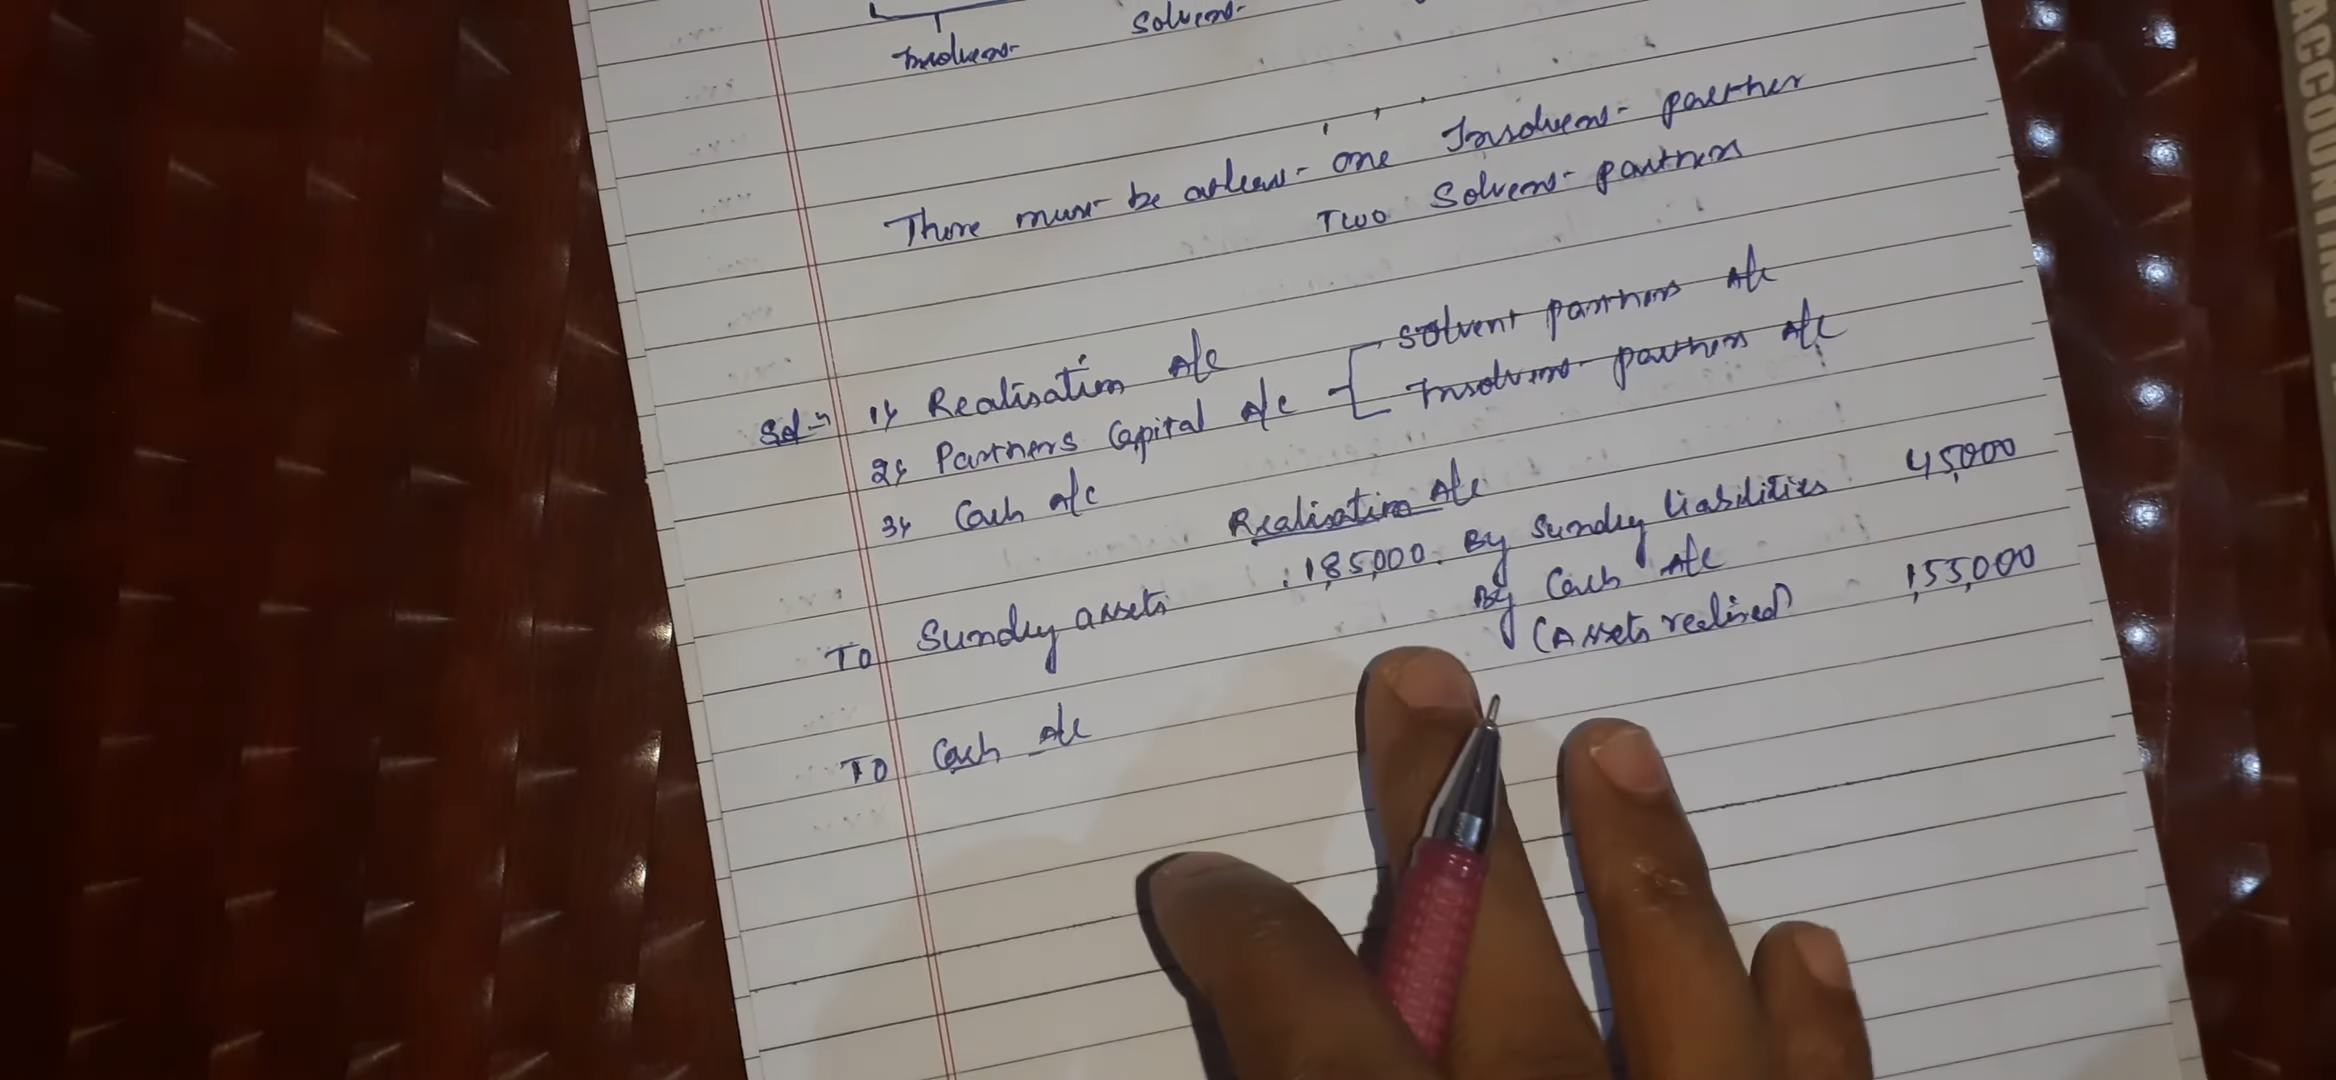 Insolvent
Solvent
There must be atleast one Insolvent partner
Two Solvent partners
Sol → 1) Realisation A/c
2) Partners Capital A/c
Solvent partners A/c
Insolvent partners A/c
3) Cash A/c
Realisation A/c
To Sundry assets 1,85,000 By Sundry liabilities 45,000
By Cash A/c
(Assets realised) 1,55,000
To Cash A/c
ACCOUNTING